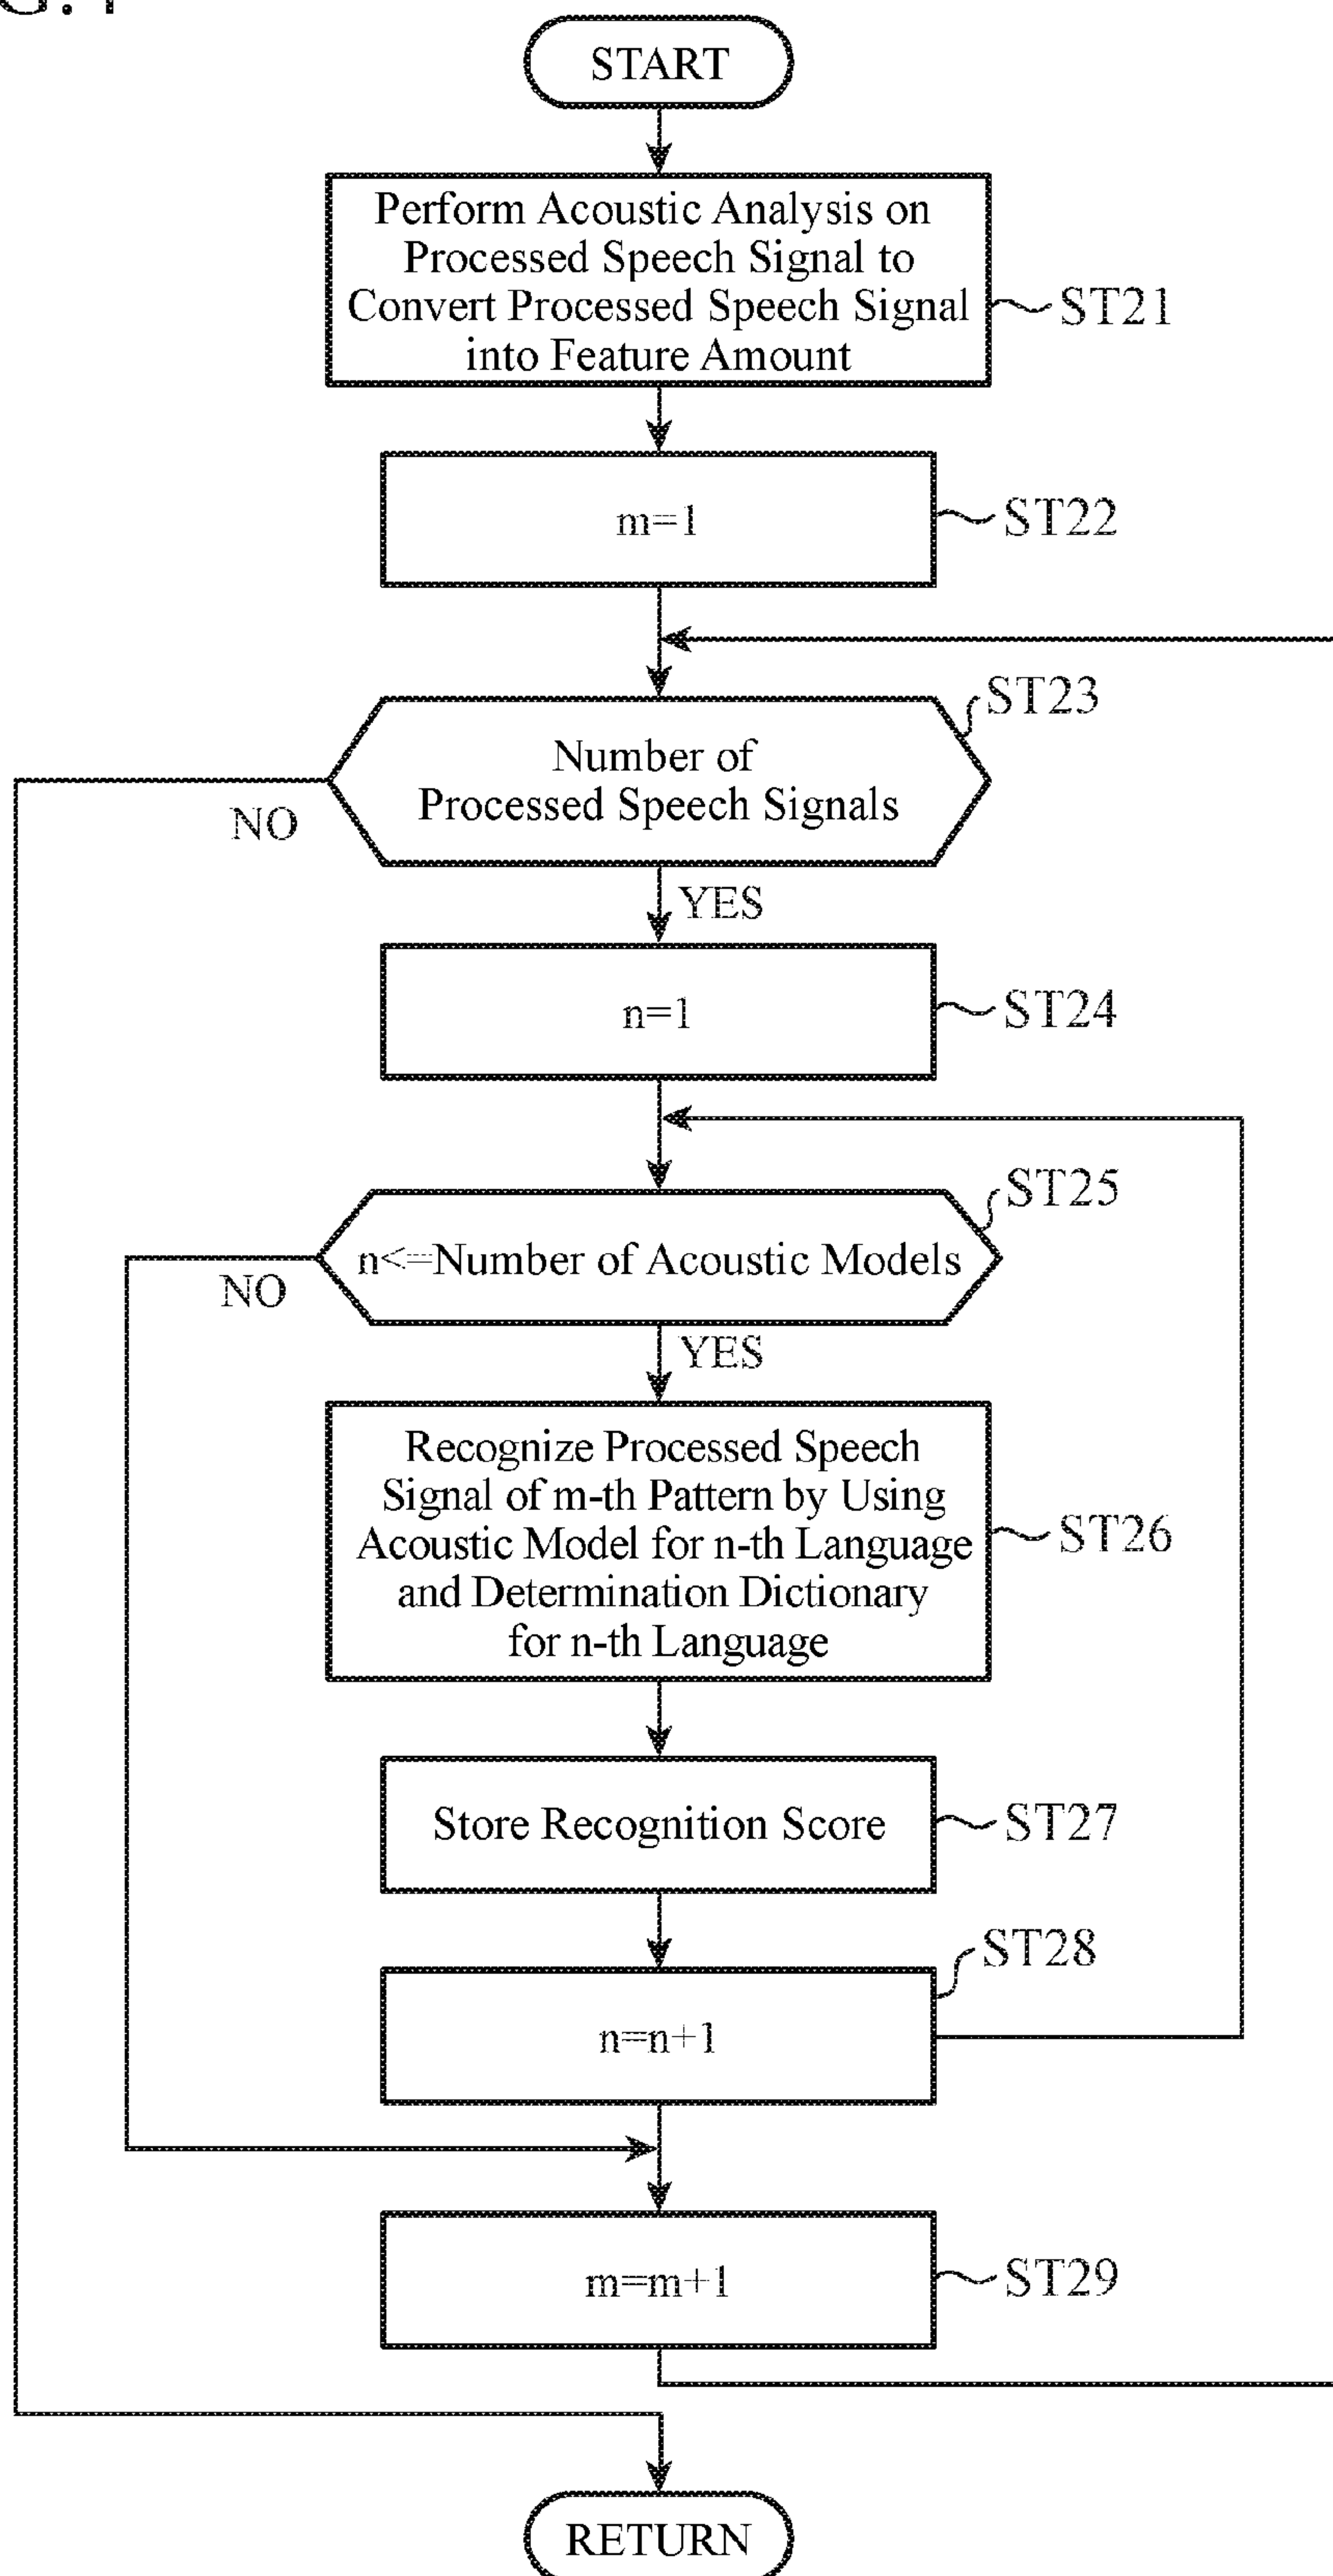 START
Perform Acoustic Analysis on
Processed Speech Signal to
Convert Processed Speech Signal
into Feature Amount
ST21
m=1
ST22
ST23
Number of
Processed Speech Signals
NO
YES
n=1
ST24
ST25
n<=Number of Acoustic Models
NO
YES
Recognize Processed Speech
Signal of m-th Pattern by Using
Acoustic Model for n-th Language
and Determination Dictionary
for n-th Language
ST26
Store Recognition Score
ST27
ST28
n=n+1
m=m+1
ST29
RETURN